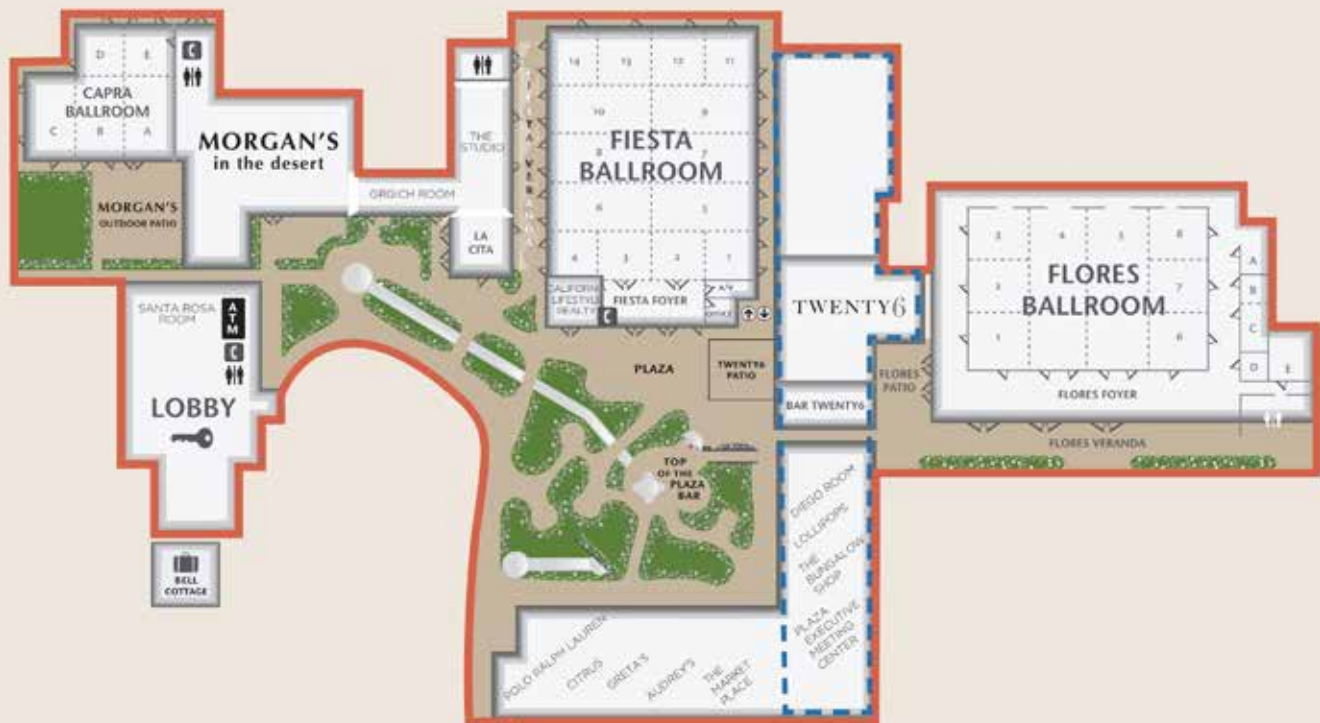 D E
CAPRA
BALLROOM
C B A
MORGAN'S
in the desert
MORGAN'S
OUTDOOR PATIO
GRGICH ROOM
THE
STUDIO
LA
CITA
14 13 12 11
10 9
FIESTA
BALLROOM
8 7
6 5
4 3 2 1
CALIFORNIA
LIFESTYLE
REALTY
FIESTA FOYER
A/V
TWENTY6
PLAZA
TWENTY6
PATIO
BAR TWENTY6
3 4 5 8
FLORES
BALLROOM
2 7
1 6
A
B
C
D E
FLORES
PATIO
FLORES FOYER
FLORES VERANDA
SANTA ROSA
ROOM
ATM
LOBBY
BELL
COTTAGE
TOP
OF THE
PLAZA
BAR
DIEGO ROOM
LOLLIPOPS
THE
BUNGALOW
SHOP
PLAZA
EXECUTIVE
MEETING
CENTER
POLO RALPH LAUREN
CITRUS
GRETA'S
AUDREY'S
THE
MARKET
PLACE